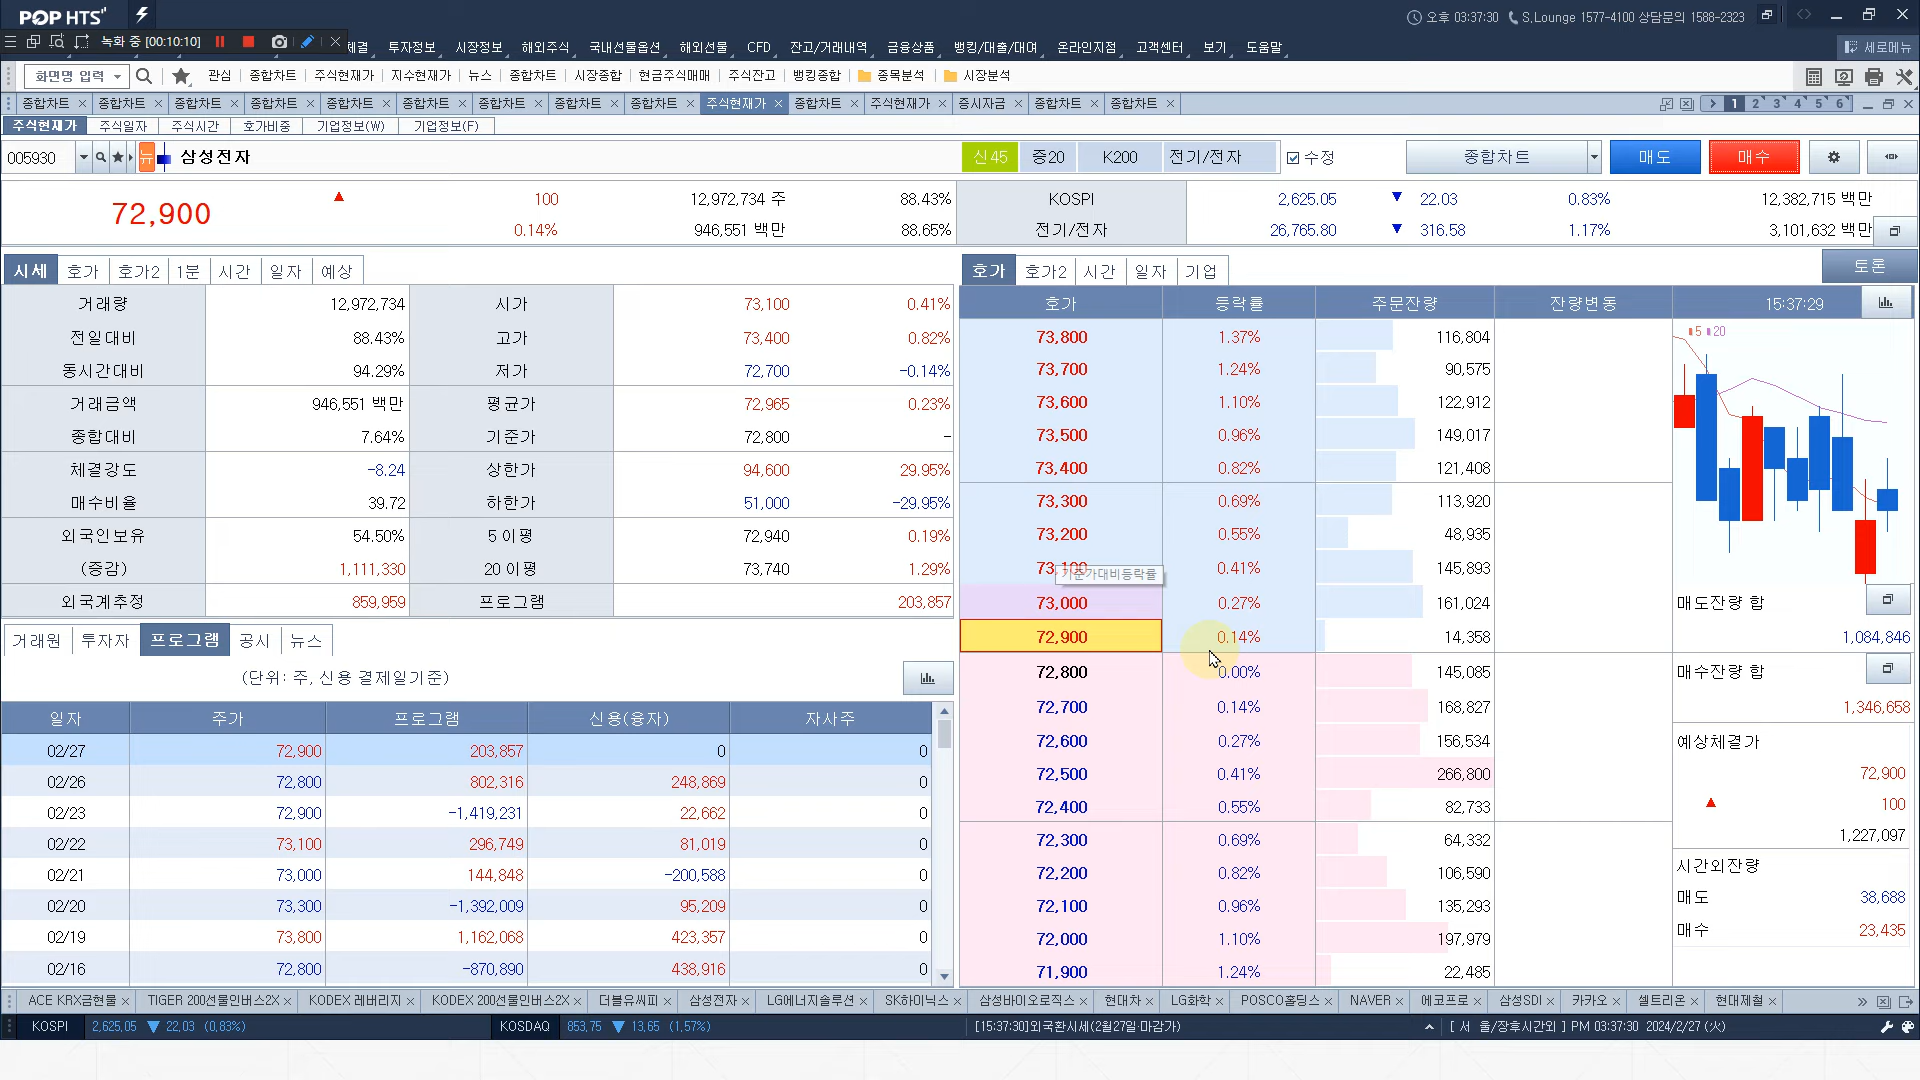 POP HTS
오후 03:37:30 S,Lounge 1577-4100 상담문의 1588-2323
녹화 중 [00:10:10]
체결 투자정보 시장정보 해외주식 국내선물옵션 해외선물 CFD 잔고/거래내역 금융상품 뱅킹/대출/대여 온라인지점 고객센터 보기 도움말 세로메뉴
화면명 입력 관심 종합차트 주식현재가 지수현재가 뉴스 종합차트 시장종합 현금주식매매 주식잔고 뱅킹종합 종목분석 시장분석
종합차트 종합차트 종합차트 종합차트 종합차트 종합차트 종합차트 종합차트 종합차트 주식현재가 종합차트 주식현재가 증시자금 종합차트 종합차트 1 2 3 4 5 6
주식현재가 주식일자 주식시간 호가비중 기업정보(W) 기업정보(F)
005930 뉴 삼성전자 신45 증20 K200 전기/전자 수정 종합차트 매도 매수
72,900 ▲ 100 12,972,734 주 88.43% KOSPI 2,625.05 ▼ 22.03 0.83% 12,382,715 백만
0.14% 946,551 백만 88.65% 전기/전자 26,765.80 ▼ 316.58 1.17% 3,101,632 백만
시세 호가 호가2 1분 시간 일자 예상
거래량 12,972,734 시가 73,100 0.41%
전일대비 88.43% 고가 73,400 0.82%
동시간대비 94.29% 저가 72,700 -0.14%
거래금액 946,551 백만 평균가 72,965 0.23%
종합대비 7.64% 기준가 72,800 -
체결강도 -8.24 상한가 94,600 29.95%
매수비율 39.72 하한가 51,000 -29.95%
외국인보유 54.50% 5 이평 72,940 0.19%
(증감) 1,111,330 20 이평 73,740 1.29%
외국계추정 859,959 프로그램 203,857
거래원 투자자 프로그램 공시 뉴스
(단위: 주, 신용 결제일기준)
일자 주가 프로그램 신용(융자) 자사주
02/27 72,900 203,857 0 0
02/26 72,800 802,316 248,869 0
02/23 72,900 -1,419,231 22,662 0
02/22 73,100 296,749 81,019 0
02/21 73,000 144,848 -200,588 0
02/20 73,300 -1,392,009 95,209 0
02/19 73,800 1,162,068 423,357 0
02/16 72,800 -870,890 438,916 0
호가 호가2 시간 일자 기업 토론
호가 등락률 주문잔량 잔량변동 15:37:29
73,800 1.37% 116,804
73,700 1.24% 90,575
73,600 1.10% 122,912
73,500 0.96% 149,017
73,400 0.82% 121,408
73,300 0.69% 113,920
73,200 0.55% 48,935
73,100 0.41% 145,893
기준가대비등락률
73,000 0.27% 161,024
72,900 0.14% 14,358
72,800 0.00% 145,085
72,700 0.14% 168,827
72,600 0.27% 156,534
72,500 0.41% 266,800
72,400 0.55% 82,733
72,300 0.69% 64,332
72,200 0.82% 106,590
72,100 0.96% 135,293
72,000 1.10% 197,979
71,900 1.24% 22,485
5 20
매도잔량 합
1,084,846
매수잔량 합
1,346,658
예상체결가
72,900
▲ 100
1,227,097
시간외잔량
매도 38,688
매수 23,435
ACE KRX금현물 TIGER 200선물인버스2X KODEX 레버리지 KODEX 200선물인버스2X 더블유씨피 삼성전자 LG에너지솔루션 SK하이닉스 삼성바이오로직스 현대차 LG화학 POSCO홀딩스 NAVER 에코프로 삼성SDI 카카오 셀트리온 현대제철
KOSPI 2,625,05 ▼ 22,03 (0,83%) KOSDAQ 853,75 ▼ 13,65 (1,57%) [15:37:30]외국환시세(2월27일·마감가) [ 서 울/장후시간외 ] PM 03:37:30 2024/2/27 (火)